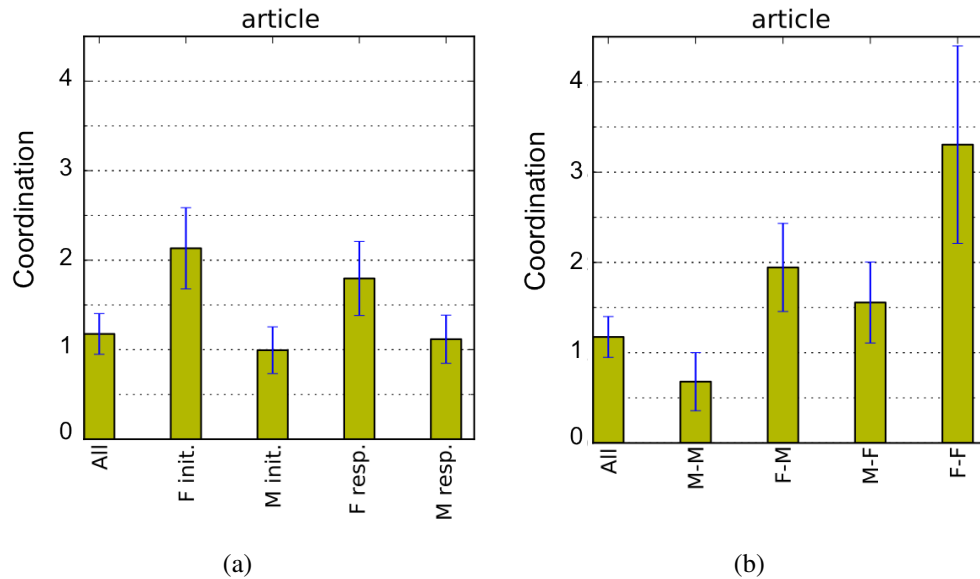 article
4
3
2
1
0
Coordination
All
F init.
M init.
F resp.
M resp.
(a)
article
4
3
2
1
0
Coordination
All
M-M
F-M
M-F
F-F
(b)